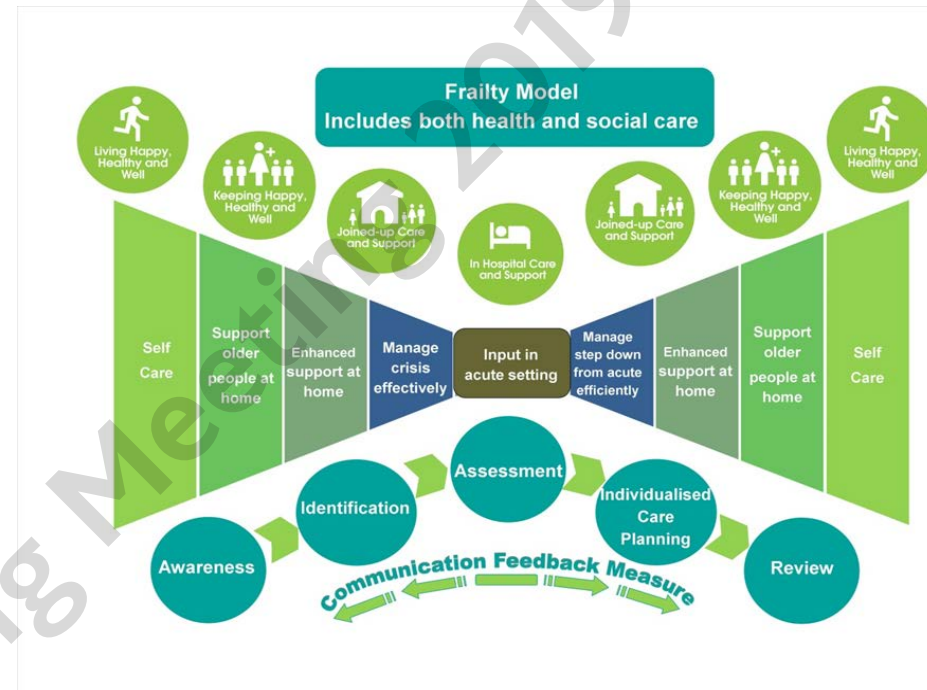 Frailty Model
Includes both health and social care
Living Happy,
Healthy and
Well
Keeping Happy,
Healthy and
Well
Joined-up Care
and Support
In Hospital Care
and Support
Joined-up Care
and Support
Keeping Happy,
Healthy and
Well
Living Happy,
Healthy and
Well
Self
Care
Support
older
people at
home
Enhanced
support at
home
Manage
crisis
effectively
Input in
acute setting
Manage
step down
from acute
efficiently
Enhanced
support at
home
Support
older
people at
home
Self
Care
Awareness
Identification
Assessment
Individualised
Care
Planning
Review
Communication Feedback Measure
g Meeting 2019